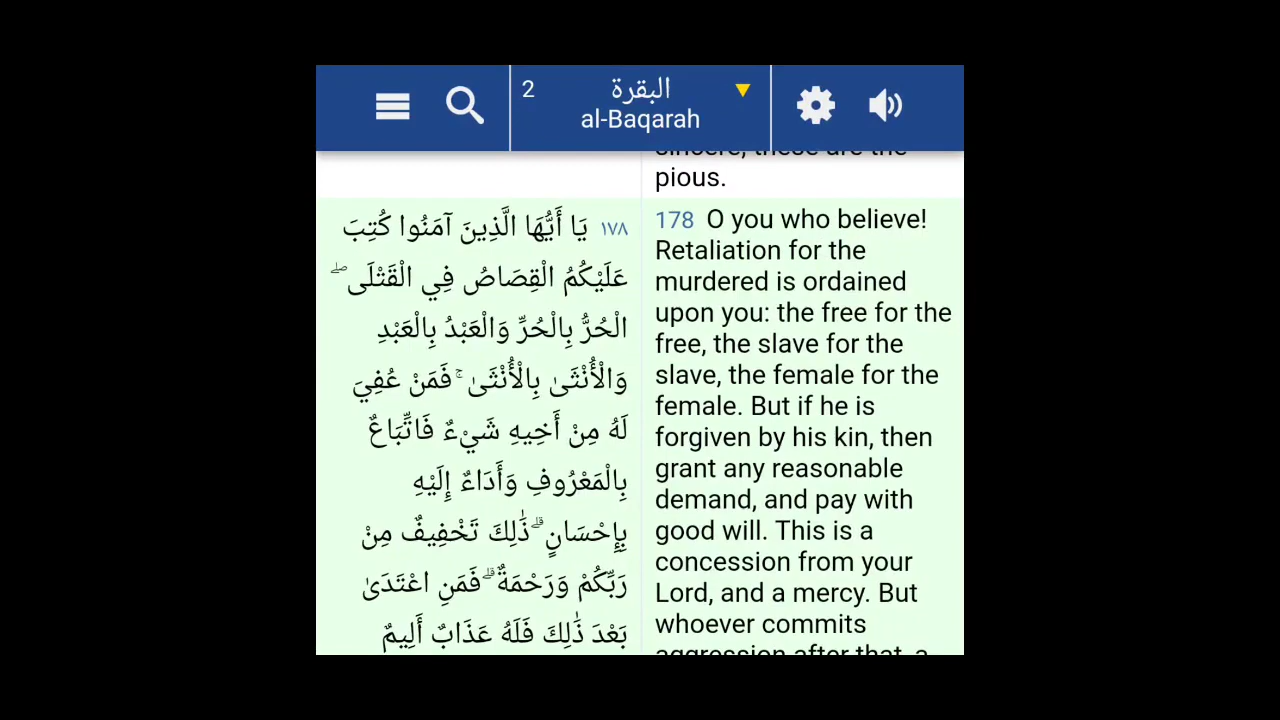 2
البقرة
al-Baqarah
pious.
١٧٨ يَا أَيُّهَا الَّذِينَ آمَنُوا كُتِبَ
عَلَيْكُمُ الْقِصَاصُ فِي الْقَتْلَى ۖ
الْحُرُّ بِالْحُرِّ وَالْعَبْدُ بِالْعَبْدِ
وَالْأُنْثَىٰ بِالْأُنْثَىٰ ۚ فَمَنْ عُفِيَ
لَهُ مِنْ أَخِيهِ شَيْءٌ فَاتِّبَاعٌ
بِالْمَعْرُوفِ وَأَدَاءٌ إِلَيْهِ
بِإِحْسَانٍ ۗ ذَٰلِكَ تَخْفِيفٌ مِنْ
رَبِّكُمْ وَرَحْمَةٌ ۗ فَمَنِ اعْتَدَىٰ
بَعْدَ ذَٰلِكَ فَلَهُ عَذَابٌ أَلِيمٌ
178 O you who believe!
Retaliation for the
murdered is ordained
upon you: the free for the
free, the slave for the
slave, the female for the
female. But if he is
forgiven by his kin, then
grant any reasonable
demand, and pay with
good will. This is a
concession from your
Lord, and a mercy. But
whoever commits
aggression after that, a